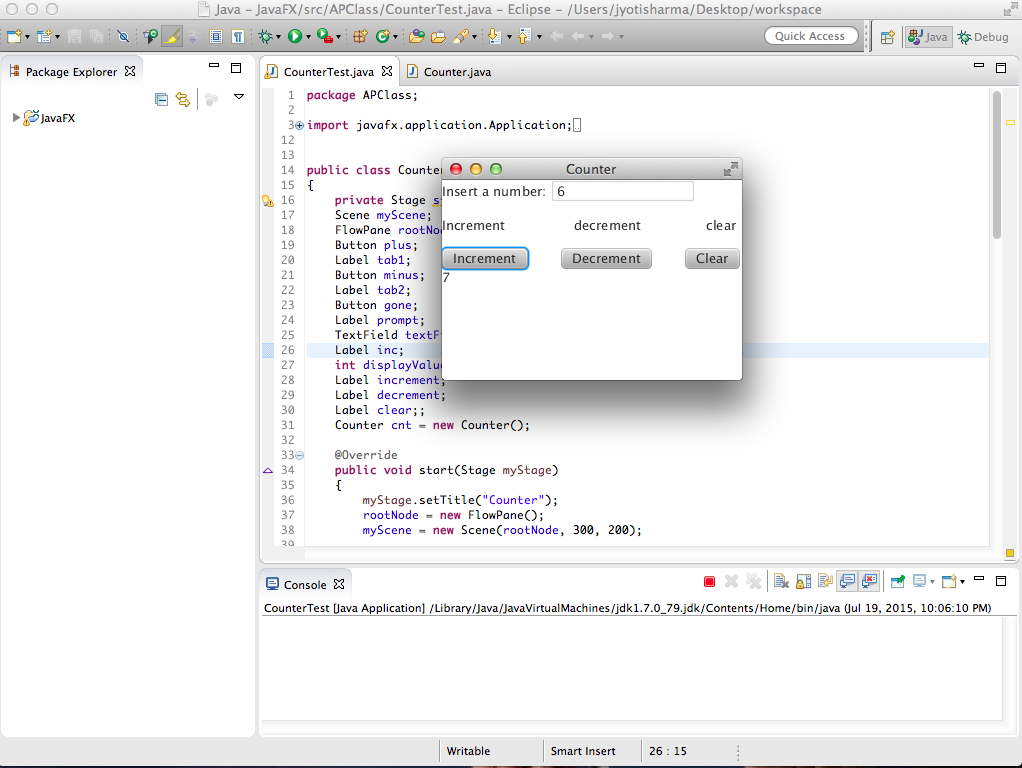 Java – JavaFX/src/APClass/CounterTest.java – Eclipse – /Users/jyotisharma/Desktop/workspace
Quick Access
Java
Debug
Package Explorer
JavaFX
CounterTest.java
Counter.java
1 package APClass;
2
3 import javafx.application.Application;
12
13
14 public class Counte
15 {
16 private Stage s
17 Scene myScene;
18 FlowPane rootNo
19 Button plus;
20 Label tab1;
21 Button minus;
22 Label tab2;
23 Button gone;
24 Label prompt;
25 TextField textF
26 Label inc;
27 int displayValu
28 Label increment;
29 Label decrement;
30 Label clear;;
31 Counter cnt = new Counter();
32
33 @Override
34 public void start(Stage myStage)
35 {
36 myStage.setTitle("Counter");
37 rootNode = new FlowPane();
38 myScene = new Scene(rootNode, 300, 200);
39
Counter
Insert a number: 6
Increment decrement clear
Increment Decrement Clear
7
Console
CounterTest [Java Application] /Library/Java/JavaVirtualMachines/jdk1.7.0_79.jdk/Contents/Home/bin/java (Jul 19, 2015, 10:06:10 PM)
Writable Smart Insert 26 : 15